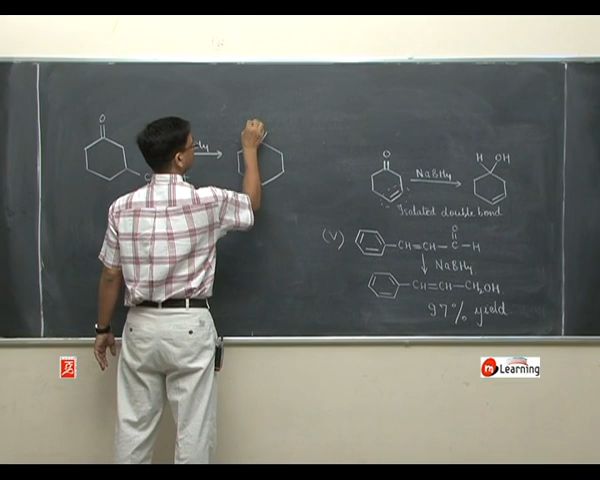 O
O
NaBH4
H OH
Isolated double bond
(V)
CH=CH-C-H
O
NaBH4
CH=CH-CH2OH
97% yield
m Learning